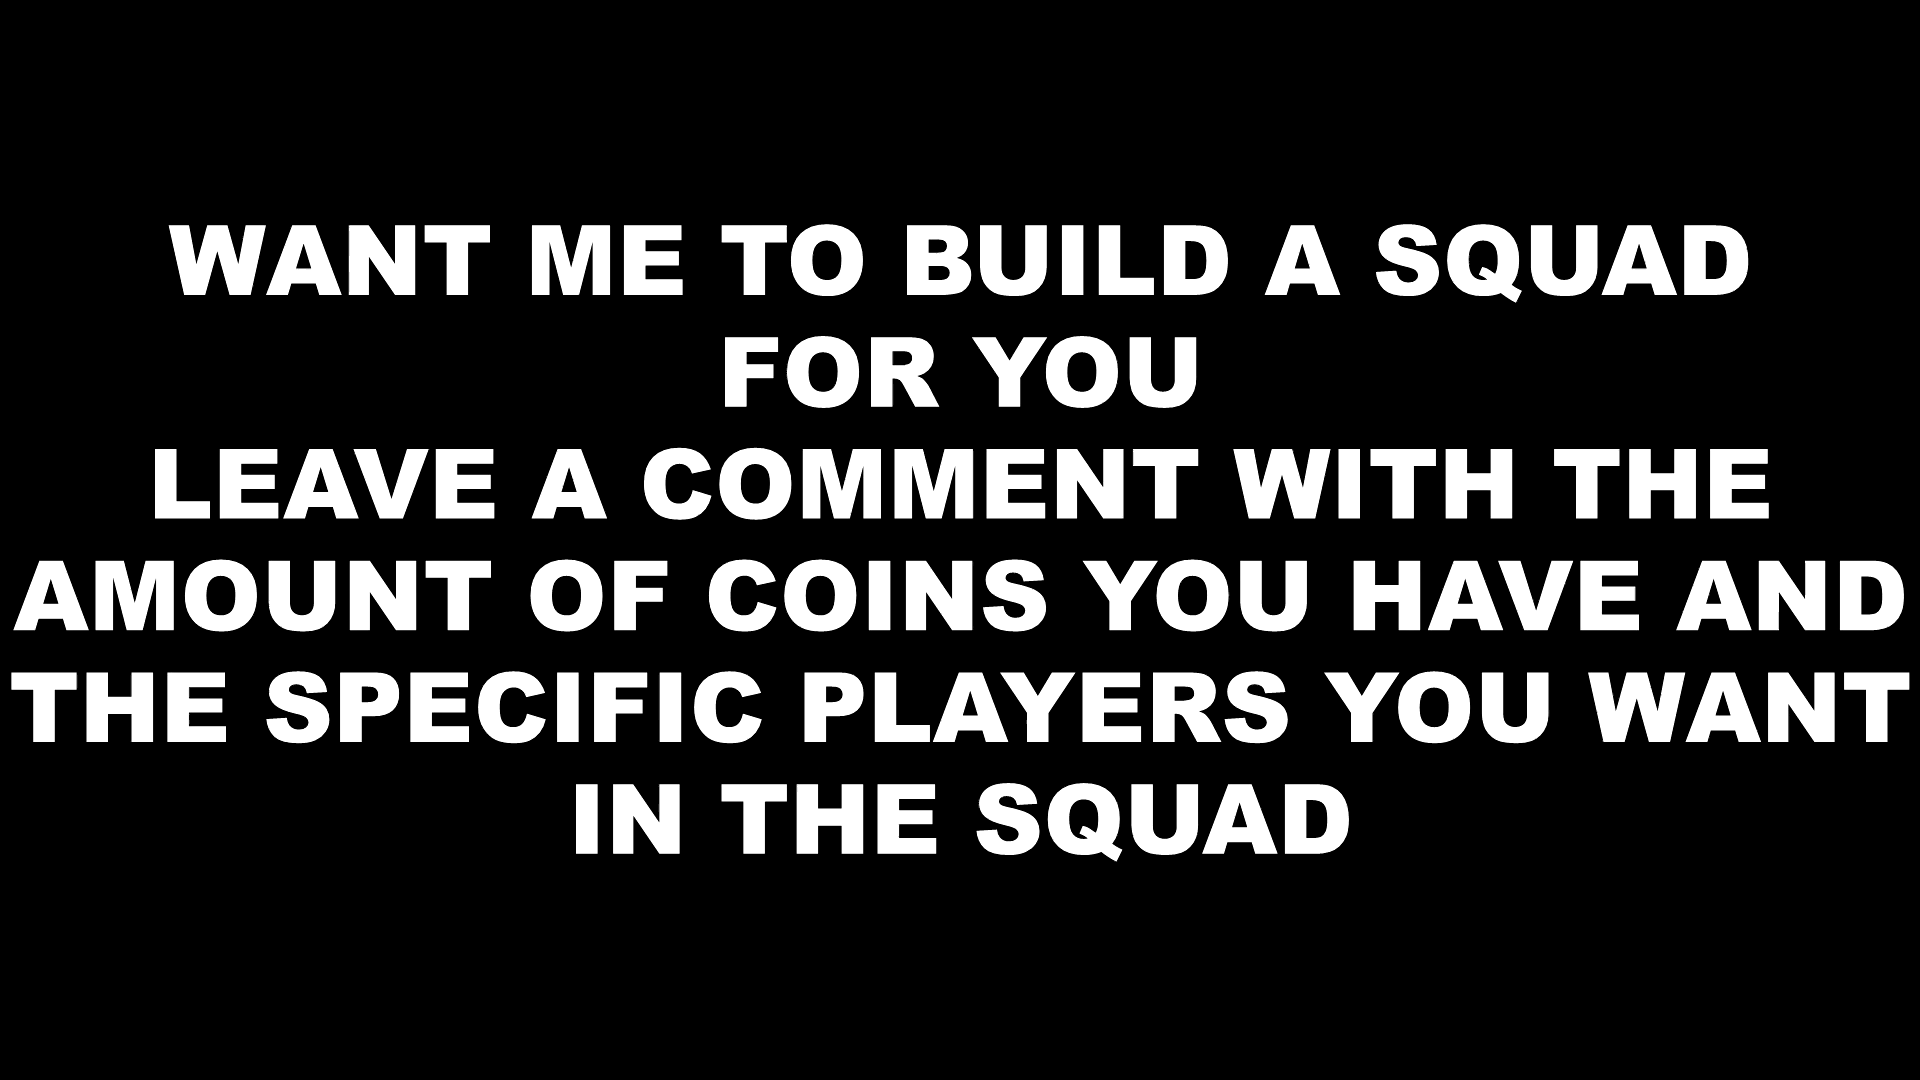 WANT ME TO BUILD A SQUAD
FOR YOU
LEAVE A COMMENT WITH THE
AMOUNT OF COINS YOU HAVE AND
THE SPECIFIC PLAYERS YOU WANT
IN THE SQUAD